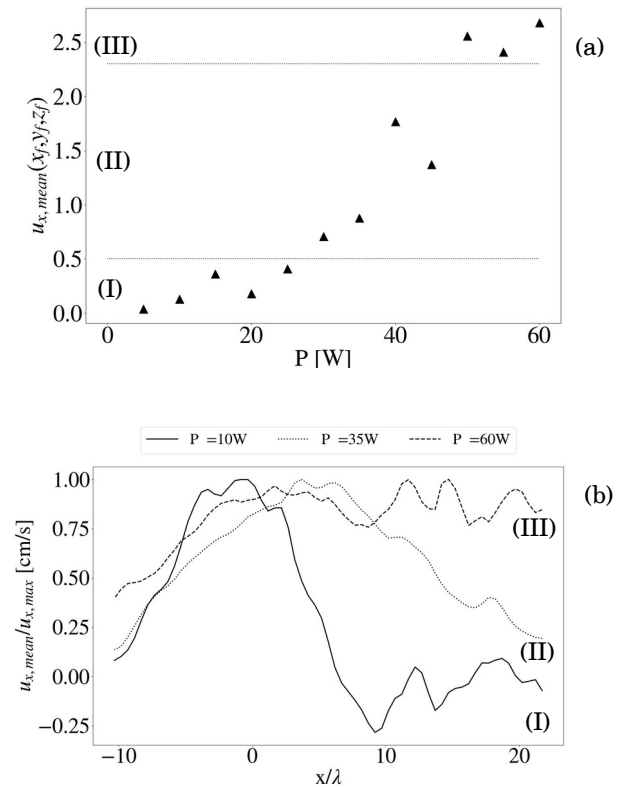 (III)
(a)
2.5
2.0
(II)
1.5
1.0
0.5
(I)
0.0
u_{x,mean}(x_f,y_f,z_f)
0 20 40 60
P [W]
P =10W P =35W P =60W
1.00
(b)
0.75
(III)
0.50
0.25
(II)
0.00
(I)
−0.25
u_{x,mean}/u_{x,max} [cm/s]
−10 0 10 20
x/λ